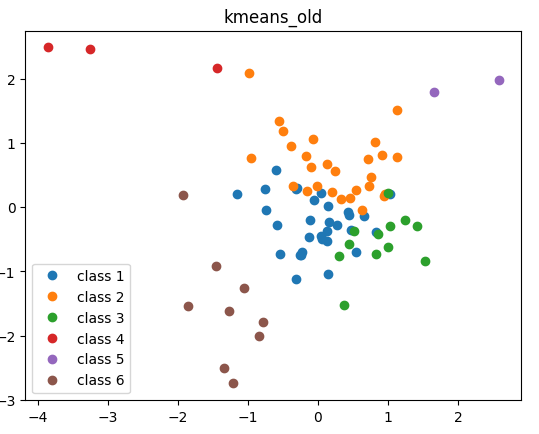 kmeans_old
2
1
0
−1
−2
−3
class 1
class 2
class 3
class 4
class 5
class 6
−4 −3 −2 −1 0 1 2